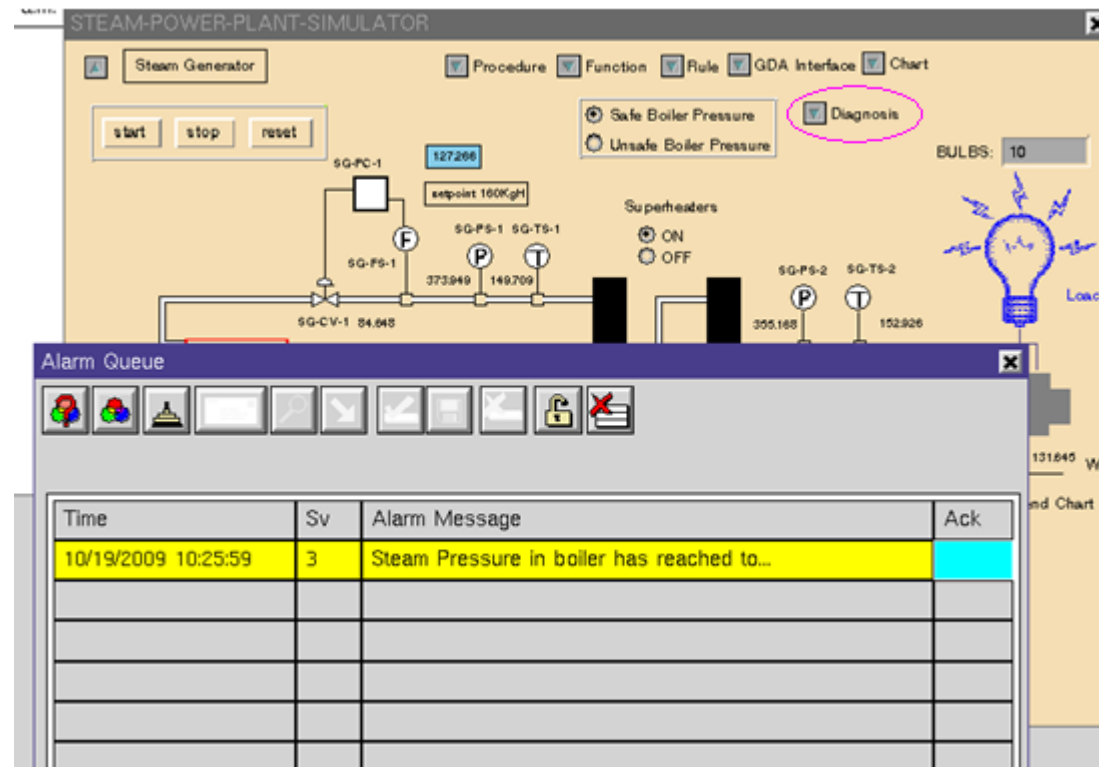 STEAM-POWER-PLANT-SIMULATOR
Steam Generator
Procedure Function Rule GDA Interface Chart
start stop reset
Safe Boiler Pressure
Unsafe Boiler Pressure
Diagnosis
BULBS: 10
SG-FC-1
127.266
setpoint 160KgH
Superheaters
ON
OFF
SG-PS-1 SG-TS-1
F
P T
SG-FS-1
373.949 149.709
SG-PS-2 SG-TS-2
P T
Load
SG-CV-1 84.648
355.168 152.926
Alarm Queue
131.645 W
end Chart
Time Sv Alarm Message Ack
10/19/2009 10:25:59 3 Steam Pressure in boiler has reached to...